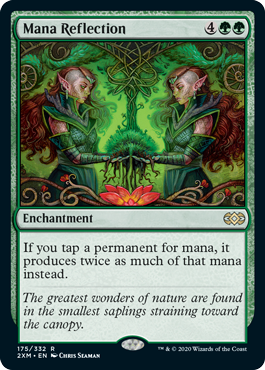 Mana Reflection 4
Enchantment
If you tap a permanent for mana, it
produces twice as much of that mana
instead.
The greatest wonders of nature are found
in the smallest saplings straining toward
the canopy.
175/332 R
2XM • EN Chris Seaman
™ & © 2020 Wizards of the Coast